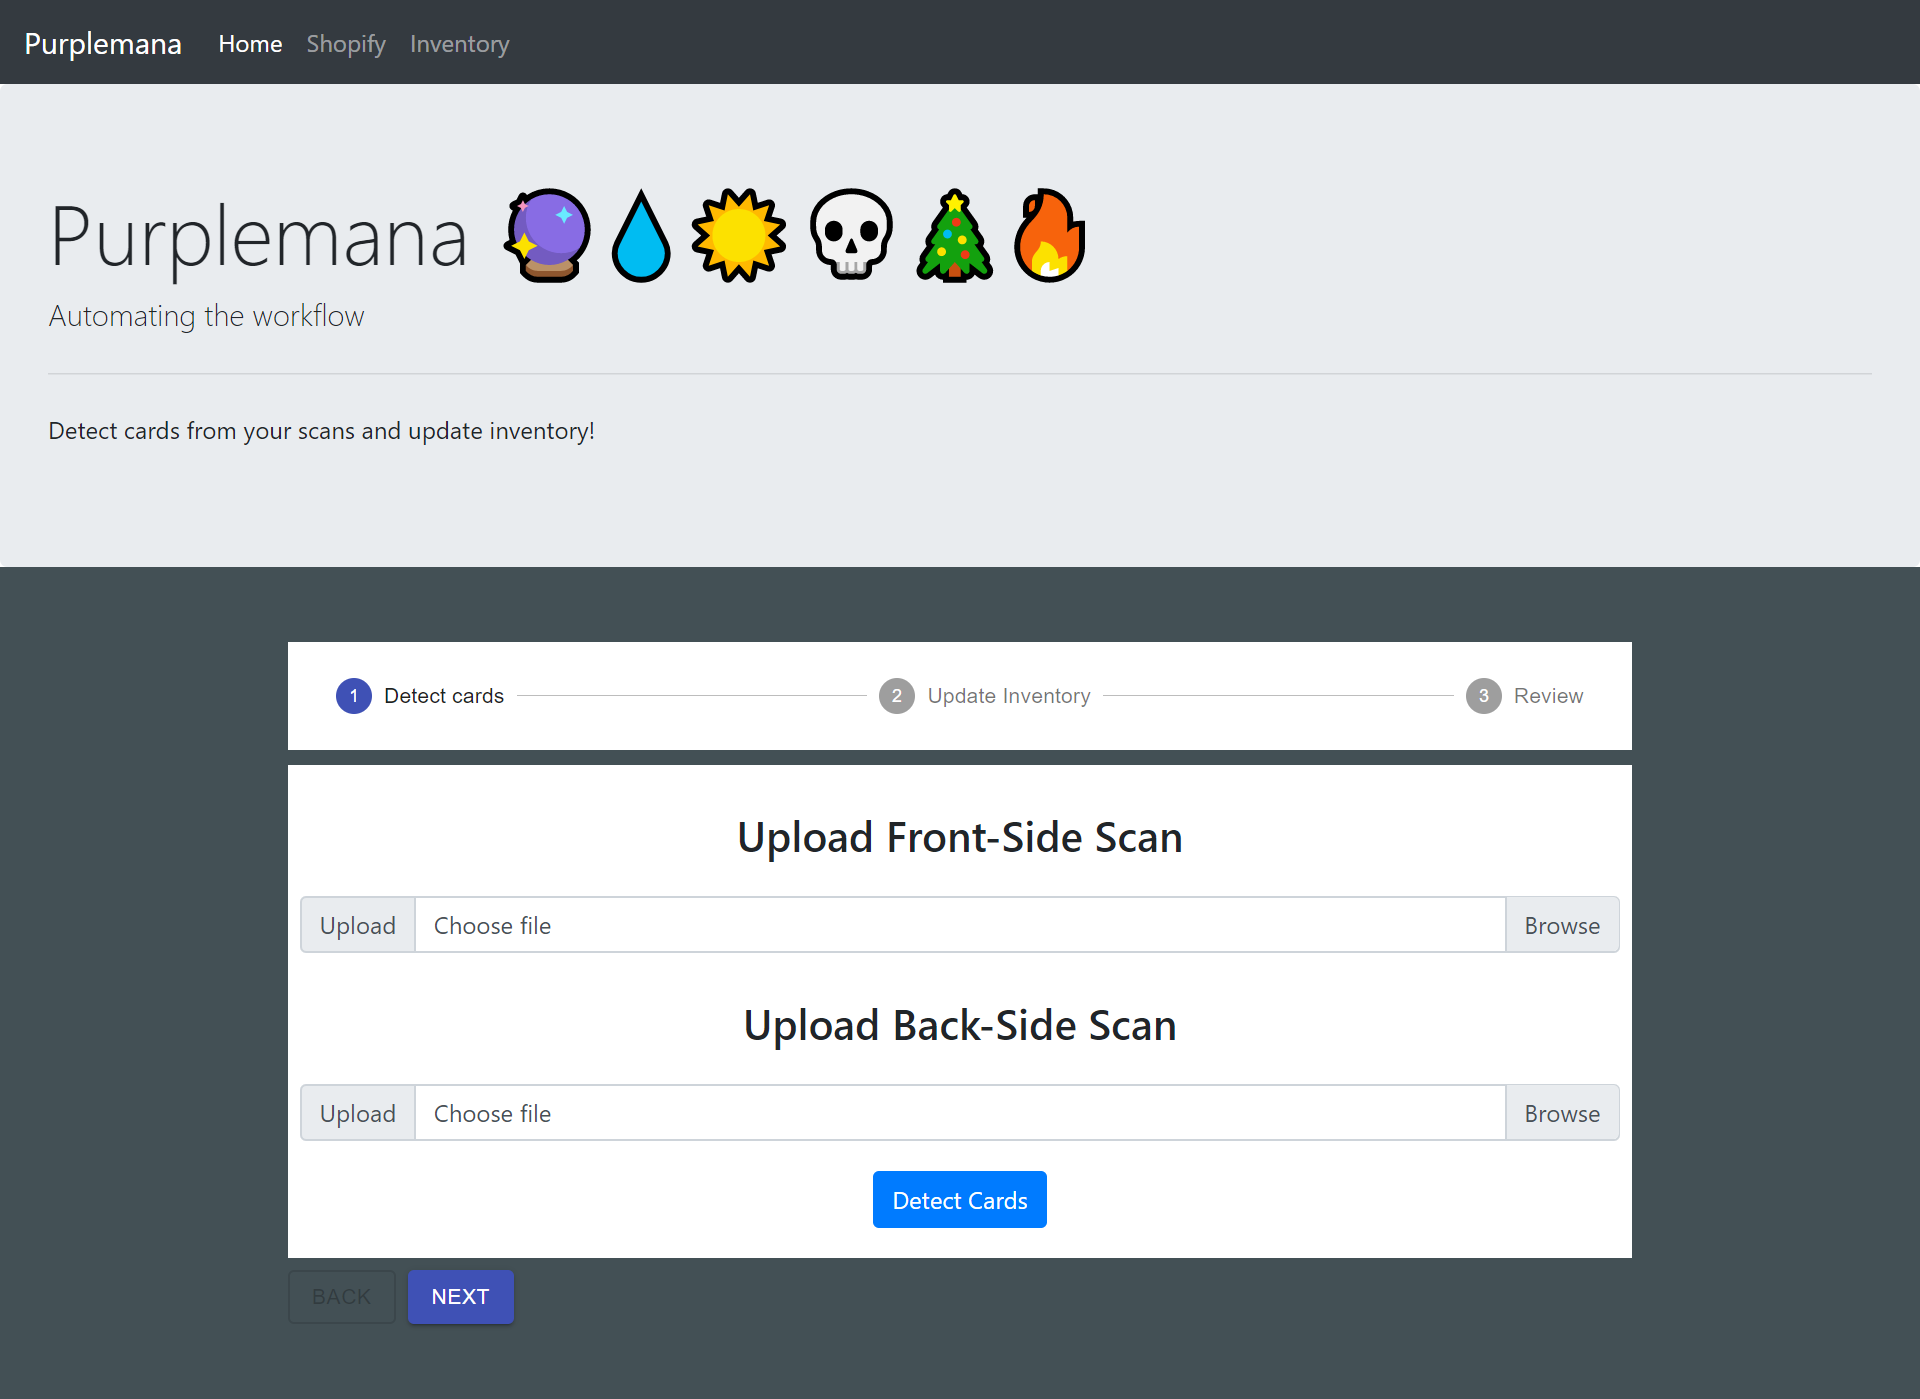 Purplemana Home Shopify Inventory
Purplemana 🔮💧☀️💀🎄🔥
Automating the workflow
Detect cards from your scans and update inventory!
1 Detect cards 2 Update Inventory 3 Review
Upload Front-Side Scan
Upload Choose file Browse
Upload Back-Side Scan
Upload Choose file Browse
Detect Cards
BACK NEXT